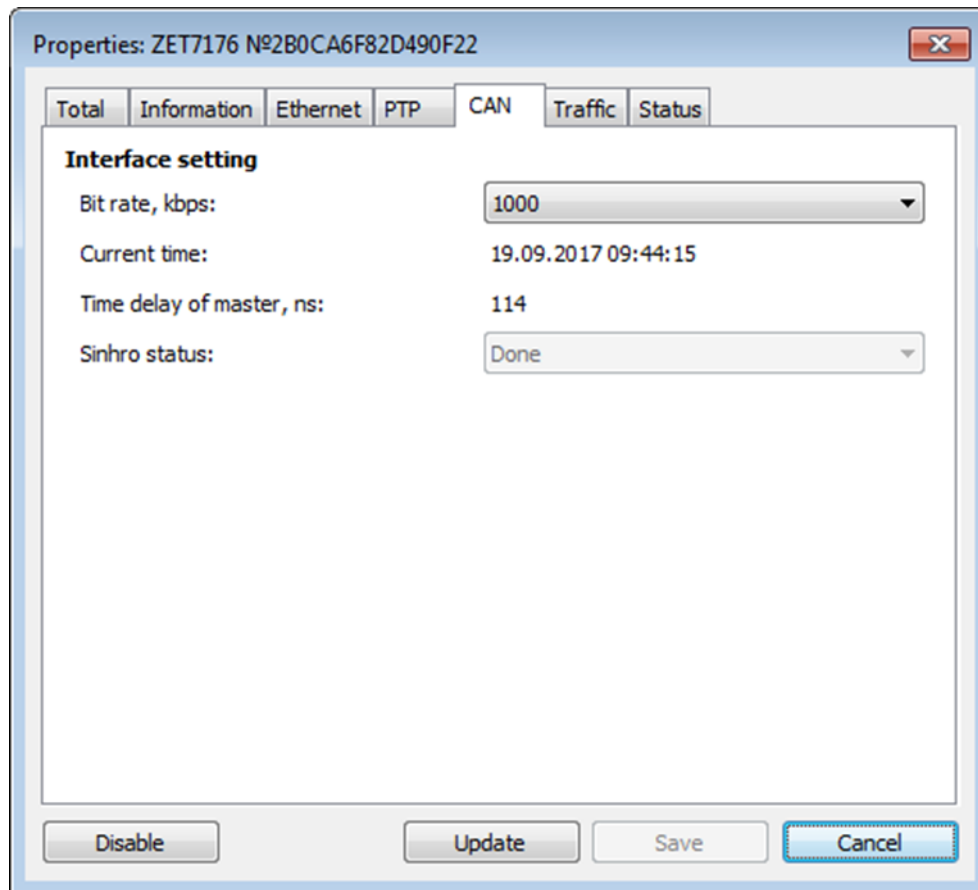 Properties: ZET7176 №2B0CA6F82D490F22
Total Information Ethernet PTP CAN Traffic Status
Interface setting
Bit rate, kbps: 1000
Current time: 19.09.2017 09:44:15
Time delay of master, ns: 114
Sinhro status: Done
Disable Update Save Cancel